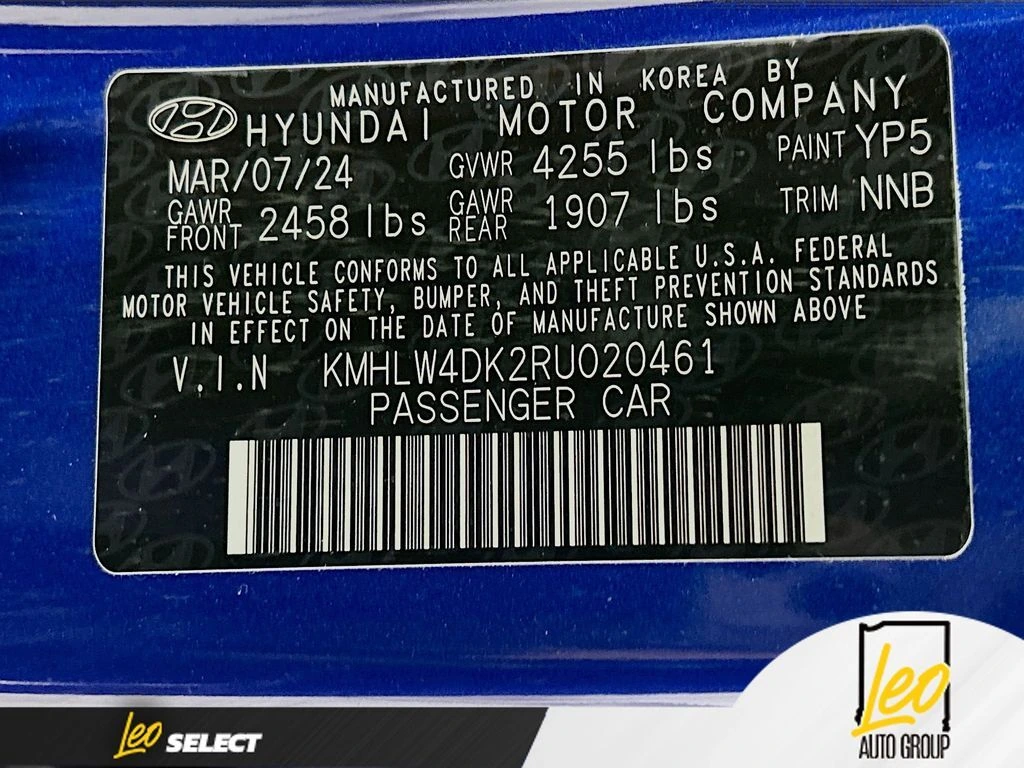 MANUFACTURED IN KOREA BY
HYUNDAI MOTOR COMPANY
MAR/07/24 GVWR 4255 lbs PAINT YP5
GAWR FRONT 2458 lbs GAWR REAR 1907 lbs TRIM NNB
THIS VEHICLE CONFORMS TO ALL APPLICABLE U.S.A. FEDERAL
MOTOR VEHICLE SAFETY, BUMPER, AND THEFT PREVENTION STANDARDS
IN EFFECT ON THE DATE OF MANUFACTURE SHOWN ABOVE
V.I.N KMHLW4DK2RU020461
PASSENGER CAR
Leo SELECT
Leo
AUTO GROUP